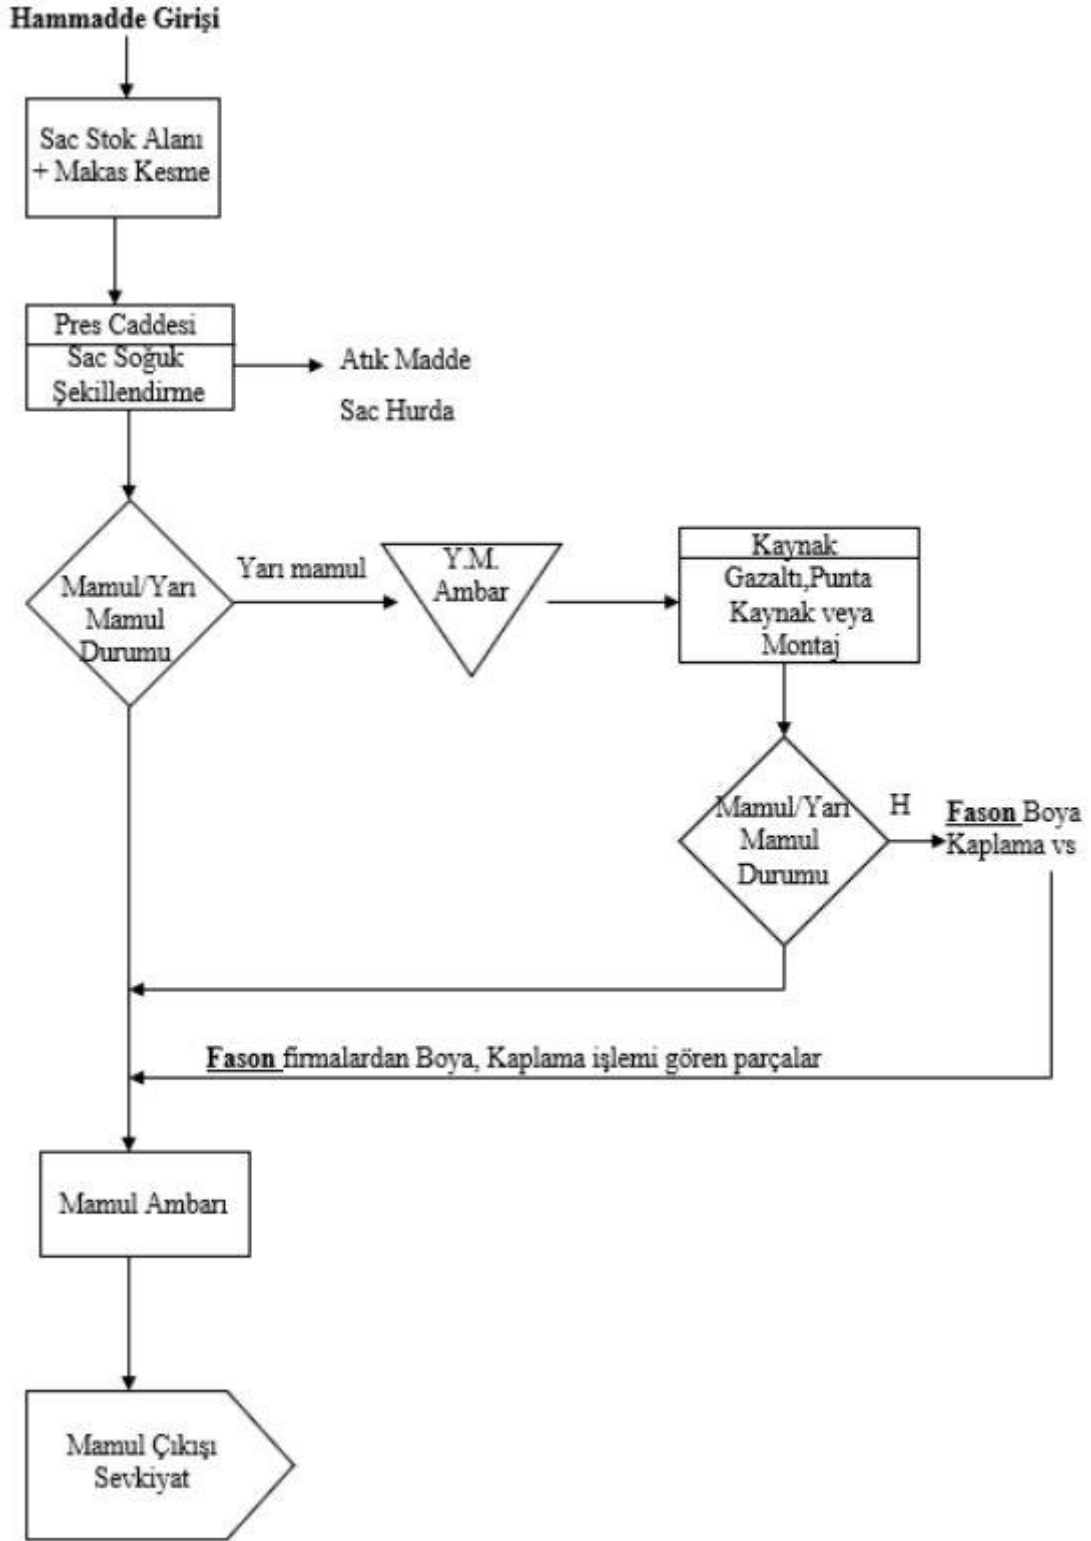 Hammadde Girişi
Sac Stok Alanı
+ Makas Kesme
Pres Caddesi
Sac Soğuk
Şekillendirme
Atık Madde
Sac Hurda
Mamul/Yarı
Mamul
Durumu
Yarı mamul
Y.M.
Ambar
Kaynak
Gazaltı,Punta
Kaynak veya
Montaj
Mamul/Yarı
Mamul
Durumu
H
Fason Boya
Kaplama vs
Fason firmalardan Boya, Kaplama işlemi gören parçalar
Mamul Ambarı
Mamul Çıkışı
Sevkiyat